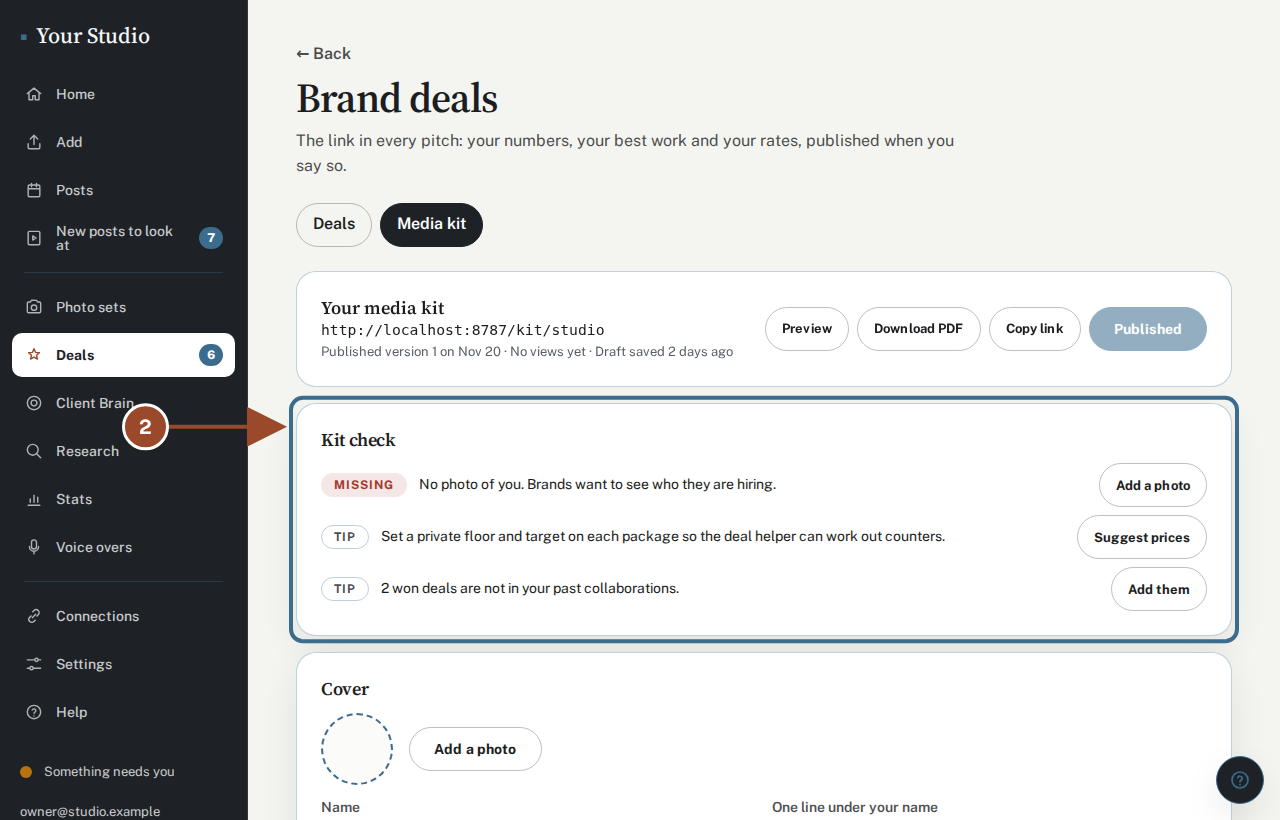 Your Studio
Home
Add
Posts
New posts to look
at
7
Photo sets
Deals
6
Client Brain
Research
Stats
Voice overs
Connections
Settings
Help
Something needs you
owner@studio.example
← Back
Brand deals
The link in every pitch: your numbers, your best work and your rates, published when you
say so.
Deals
Media kit
Your media kit
http://localhost:8787/kit/studio
Published version 1 on Nov 20 · No views yet · Draft saved 2 days ago
Preview
Download PDF
Copy link
Published
2
Kit check
MISSING
No photo of you. Brands want to see who they are hiring.
Add a photo
TIP
Set a private floor and target on each package so the deal helper can work out counters.
Suggest prices
TIP
2 won deals are not in your past collaborations.
Add them
Cover
Add a photo
Name
One line under your name